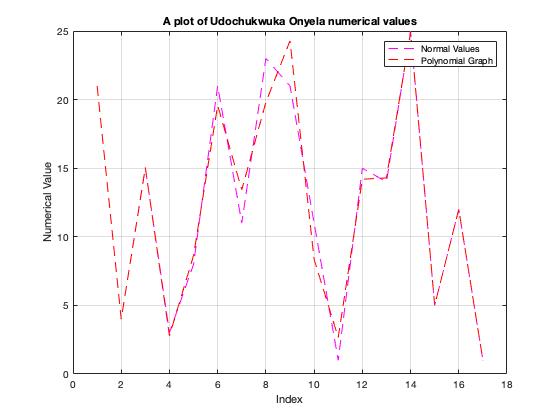 A plot of Udochukwuka Onyela numerical values
25
20
15
10
5
0
Numerical Value
Normal Values
Polynomial Graph
0 2 4 6 8 10 12 14 16 18
Index